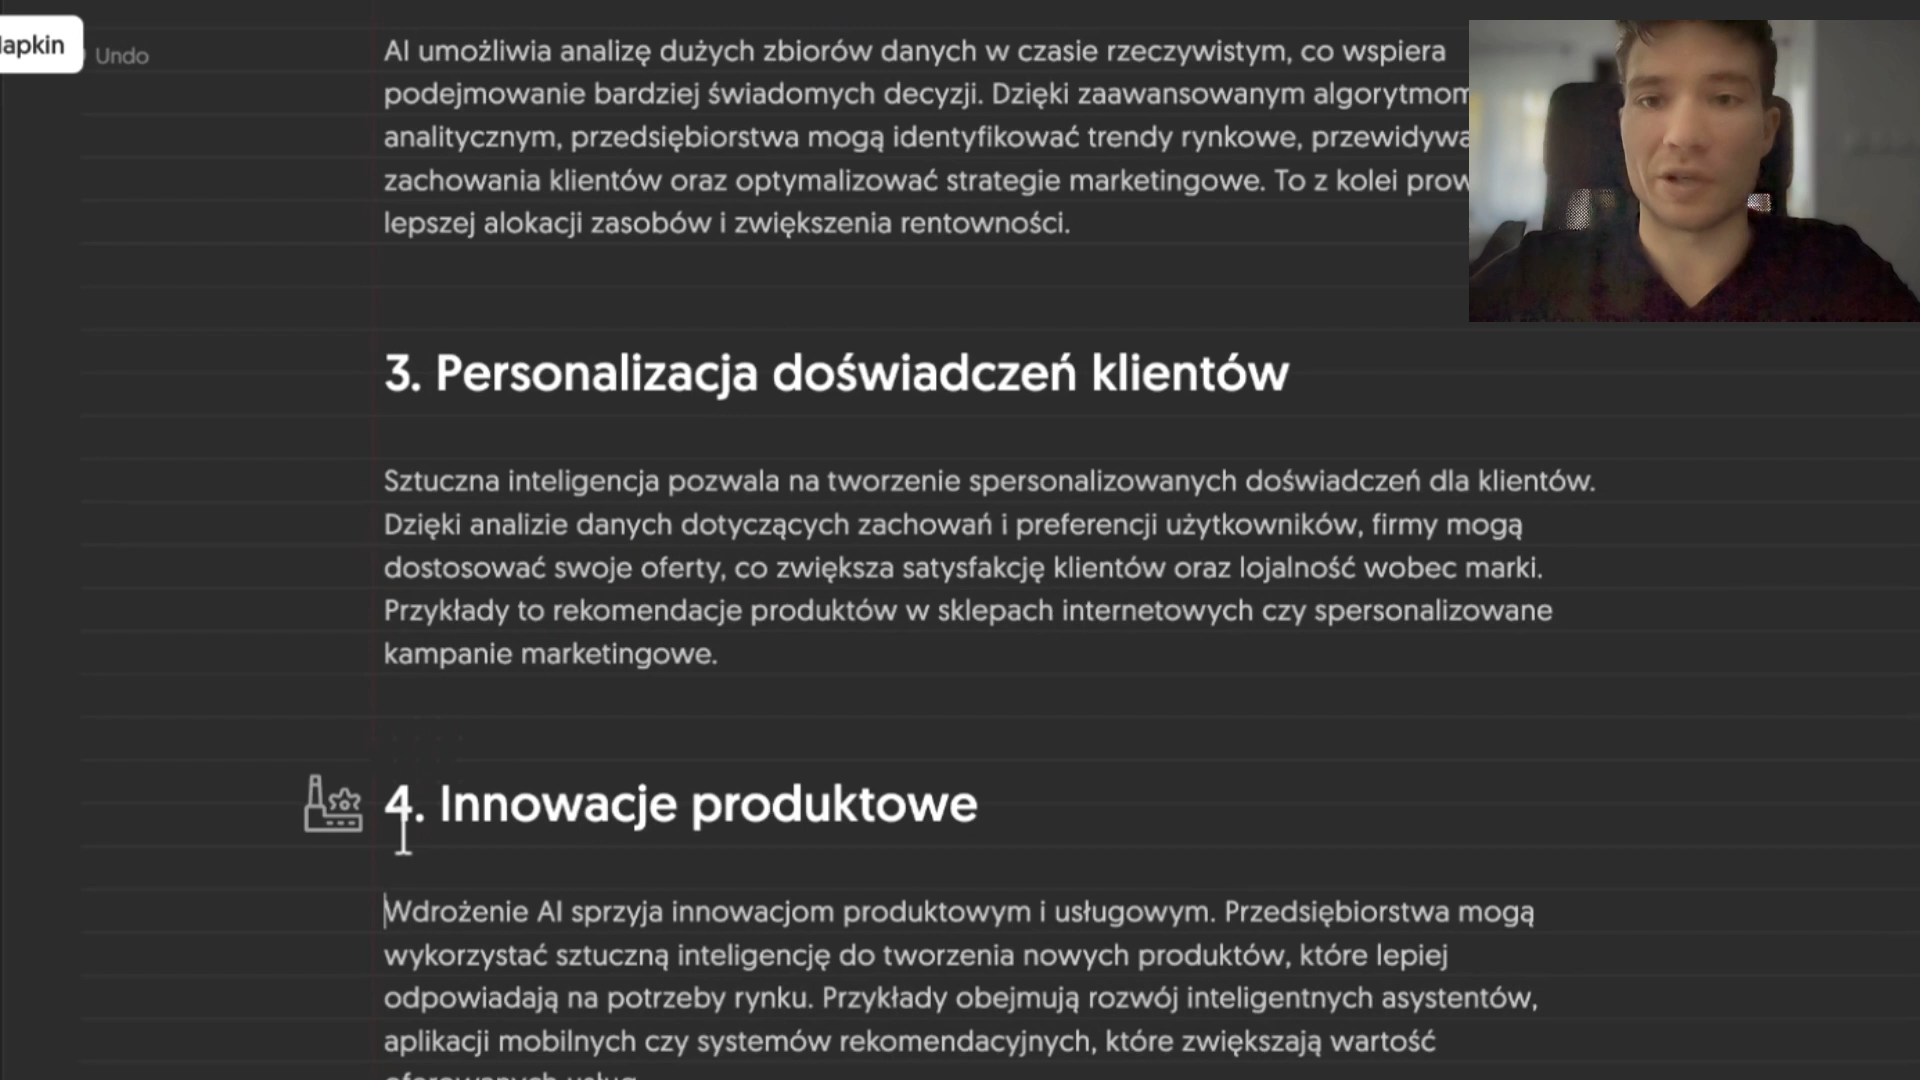 Undo
AI umożliwia analizę dużych zbiorów danych w czasie rzeczywistym, co wspiera
podejmowanie bardziej świadomych decyzji. Dzięki zaawansowanym
analitycznym, przedsiębiorstwa mogą identyfikować trendy rynkowe,
zachowania klientów oraz optymalizować strategie marketingowe. To z kolei
lepszej alokacji zasobów i zwiększenia rentowności.
3. Personalizacja doświadczeń klientów
Sztuczna inteligencja pozwala na tworzenie spersonalizowanych doświadczeń dla klientów.
Dzięki analizie danych dotyczących zachowań i preferencji użytkowników, firmy mogą
dostosować swoje oferty, co zwiększa satysfakcję klientów oraz lojalność wobec marki.
Przykłady to rekomendacje produktów w sklepach internetowych czy spersonalizowane
kampanie marketingowe.
4. Innowacje produktowe
Wdrożenie AI sprzyja innowacjom produktowym i usługowym. Przedsiębiorstwa mogą
wykorzystać sztuczną inteligencję do tworzenia nowych produktów, które lepiej
odpowiadają na potrzeby rynku. Przykłady obejmują rozwój inteligentnych asystentów,
aplikacji mobilnych czy systemów rekomendacyjnych, które zwiększają wartość